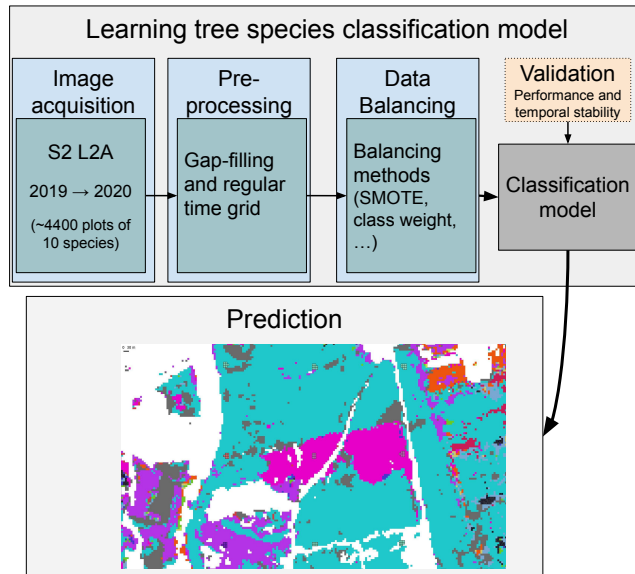 Learning tree species classification model
Image
acquisition
S2 L2A
2019 → 2020
(~4400 plots of
10 species)
Pre-
processing
Gap-filling
and regular
time grid
Data
Balancing
Balancing
methods
(SMOTE,
class weight,
…)
Validation
Performance and
temporal stability
Classification
model
Prediction